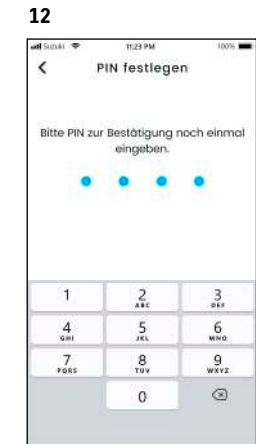 12
Suzuki 11:23 PM 100%
PIN festlegen
Bitte PIN zur Bestätigung noch einmal
eingeben.
1 2 3
ABC DEF
4 5 6
GHI JKL MNO
7 8 9
PQRS TUV WXYZ
0